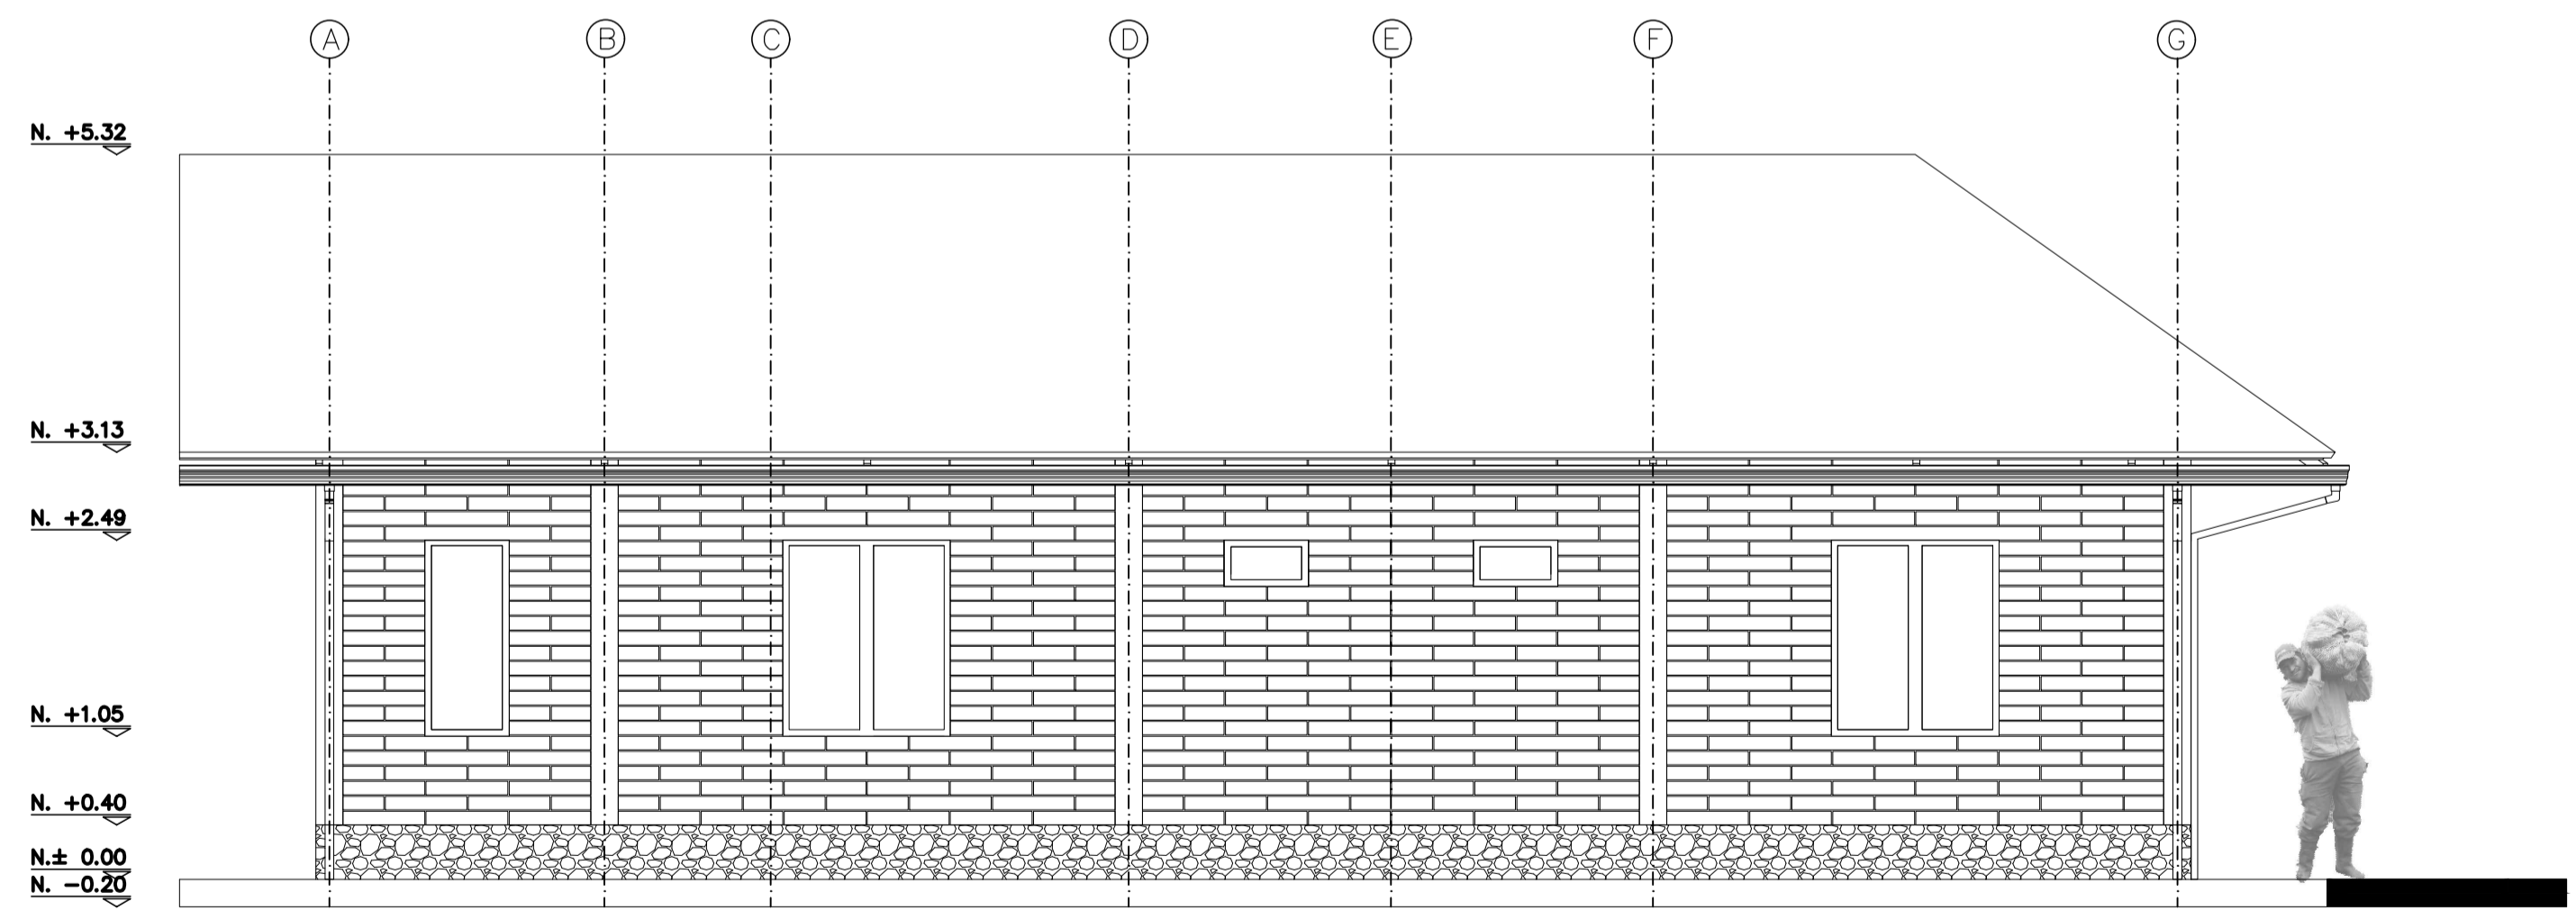 A B C D E F G
N. +5.32
N. +3.13
N. +2.49
N. +1.05
N. +0.40
N.± 0.00
N. -0.20